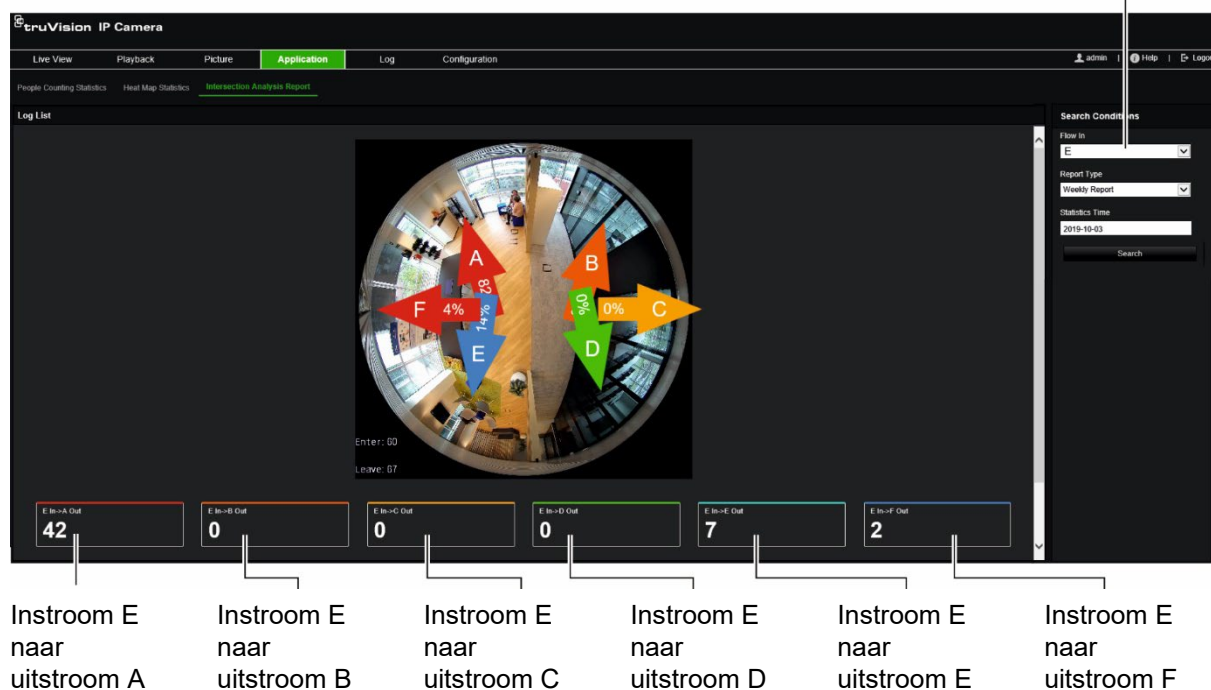 truVision IP Camera
Live View Playback Picture Application Log Configuration admin | Help | Logou
People Counting Statistics Heat Map Statistics Intersection Analysis Report
Log List
Search Conditions
Flow In
E
Report Type
Weekly Report
Statistics Time
2019-10-03
Search
A
82
B
F 4%
14%
E
0%
0% C
D
Enter: 60
Leave: 67
E In->A Out
42
E In->B Out
0
E In->C Out
0
E In->D Out
0
E In->E Out
7
E In->F Out
2
Instroom E
naar
uitstroom A
Instroom E
naar
uitstroom B
Instroom E
naar
uitstroom C
Instroom E
naar
uitstroom D
Instroom E
naar
uitstroom E
Instroom E
naar
uitstroom F